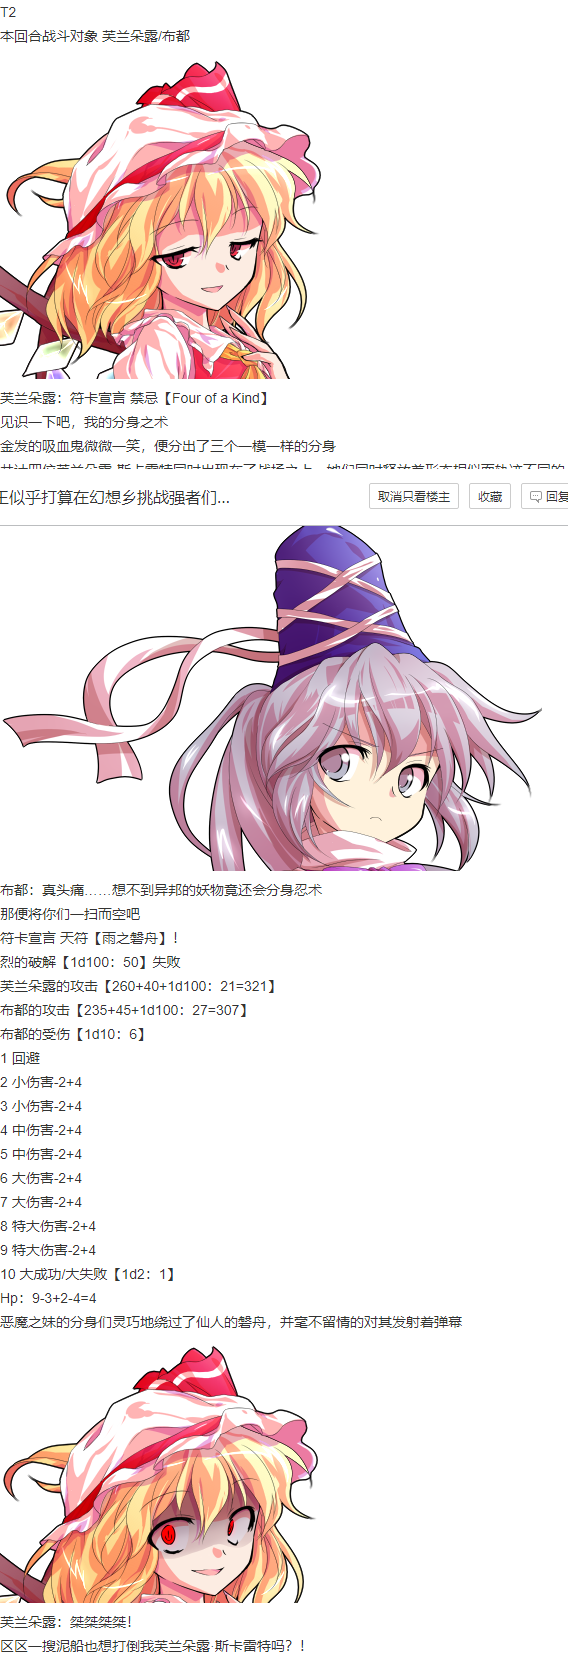 T2
本回合战斗对象 芙兰朵露/布都
芙兰朵露：符卡宣言 禁忌【Four of a Kind】
见识一下吧，我的分身之术
金发的吸血鬼微微一笑，便分出了三个一模一样的分身
王似乎打算在幻想乡挑战强者们...
取消只看楼主
收藏
回复
布都：真头痛……想不到异邦的妖物竟还会分身忍术
那便将你们一扫而空吧
符卡宣言 天符【雨之磐舟】！
烈的破解【1d100：50】失败
芙兰朵露的攻击【260+40+1d100：21=321】
布都的攻击【235+45+1d100：27=307】
布都的受伤【1d10：6】
1 回避
2 小伤害-2+4
3 小伤害-2+4
4 中伤害-2+4
5 中伤害-2+4
6 大伤害-2+4
7 大伤害-2+4
8 特大伤害-2+4
9 特大伤害-2+4
10 大成功/大失败【1d2：1】
Hp：9-3+2-4=4
恶魔之妹的分身们灵巧地绕过了仙人的磐舟，并毫不留情的对其发射着弹幕
芙兰朵露：桀桀桀桀！
区区一搜泥船也想打倒我芙兰朵露·斯卡雷特吗？！